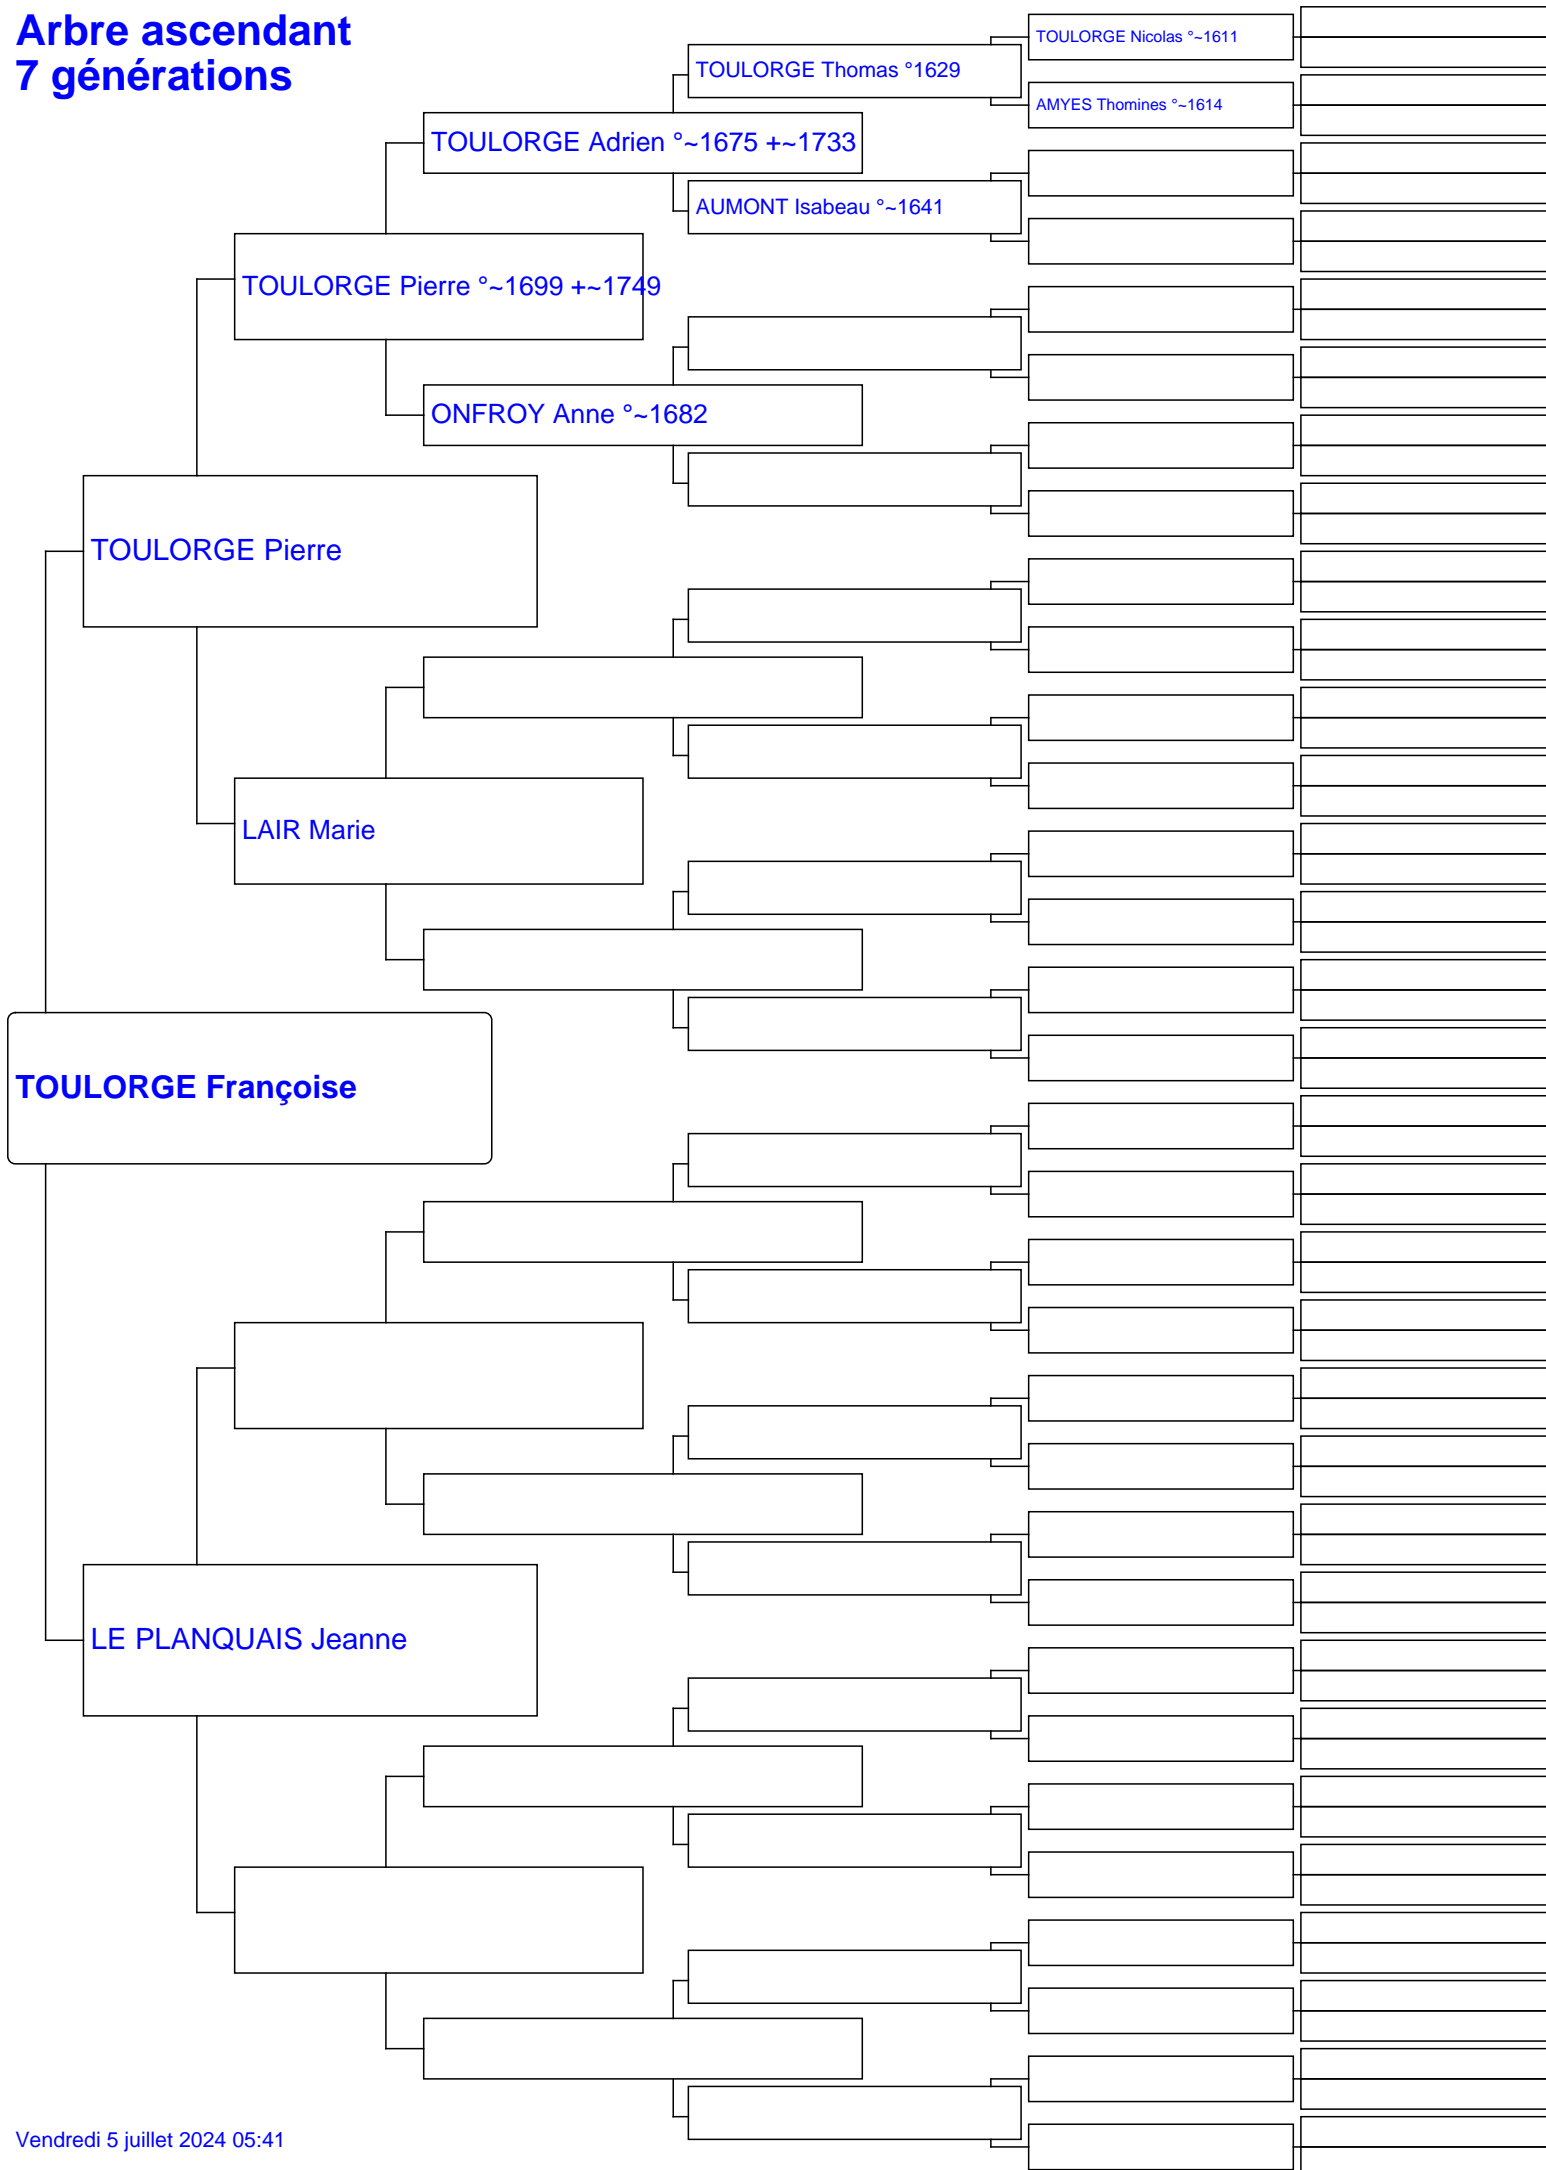 Arbre ascendant
7 générations
TOULORGE Nicolas °~1611
TOULORGE Thomas °1629
AMYES Thomines °~1614
TOULORGE Adrien °~1675 +~1733
AUMONT Isabeau °~1641
TOULORGE Pierre °~1699 +~1749
ONFROY Anne °~1682
TOULORGE Pierre
LAIR Marie
TOULORGE Françoise
LE PLANQUAIS Jeanne
Vendredi 5 juillet 2024 05:41